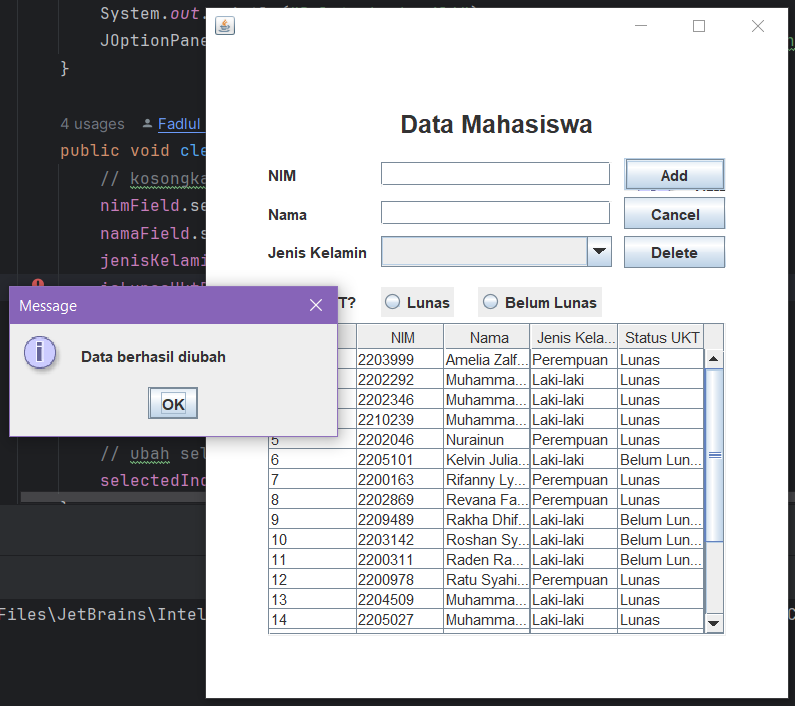 System.out.
JOptionPane
}
4 usages Fadlul
public void cle
// kosongka
nimField.se
namaField.s
jenisKelami
Data Mahasiswa
NIM
Add
Nama
Cancel
Jenis Kelamin
Delete
T?
Lunas
Belum Lunas
Message
Data berhasil diubah
OK
NIM Nama Jenis Kela... Status UKT
2203999 Amelia Zalf... Perempuan Lunas
2202292 Muhamma... Laki-laki Lunas
2202346 Muhamma... Laki-laki Lunas
2210239 Muhamma... Laki-laki Lunas
5 2202046 Nurainun Perempuan Lunas
6 2205101 Kelvin Julia... Laki-laki Belum Lun...
7 2200163 Rifanny Ly... Perempuan Lunas
8 2202869 Revana Fa... Perempuan Lunas
9 2209489 Rakha Dhif... Laki-laki Belum Lun...
10 2203142 Roshan Sy... Laki-laki Belum Lun...
11 2200311 Raden Ra... Laki-laki Belum Lun...
12 2200978 Ratu Syahi... Perempuan Lunas
13 2204509 Muhamma... Laki-laki Lunas
14 2205027 Muhamma... Laki-laki Lunas
// ubah sel
selectedInd
Files\JetBrains\Intel